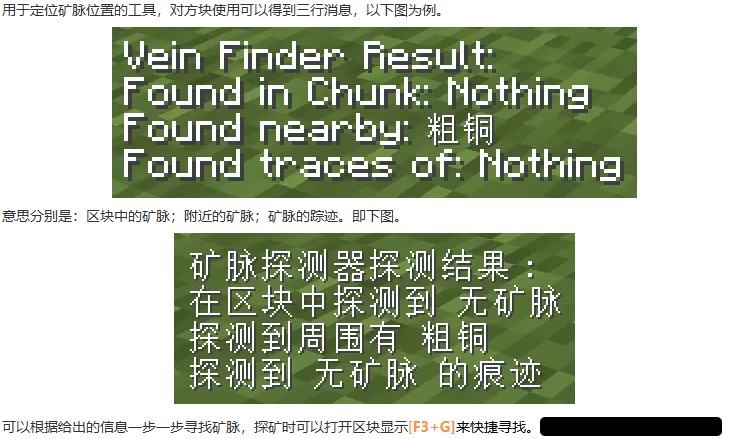 用于定位矿脉位置的工具，对方块使用可以得到三行消息，以下图为例。
Vein Finder Result:
Found in Chunk: Nothing
Found nearby: 粗铜
Found traces of: Nothing
意思分别是：区块中的矿脉；附近的矿脉；矿脉的踪迹。即下图。
矿脉探测器探测结果：
在区块中探测到 无矿脉
探测到周围有 粗铜
探测到 无矿脉 的痕迹
可以根据给出的信息一步一步寻找矿脉，探矿时可以打开区块显示[F3+G]来快捷寻找。